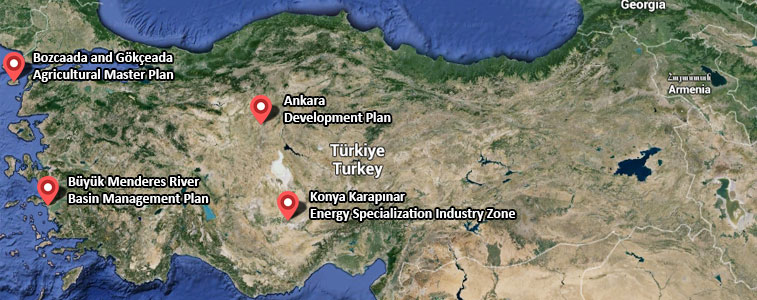 Georgia
Bozcaada and Gökçeada
Agricultural Master Plan
Հայաստան
Armenia
Ankara
Development Plan
Türkiye
Turkey
Büyük Menderes River
Basin Management Plan
Konya Karapınar
Energy Specialization Industry Zone